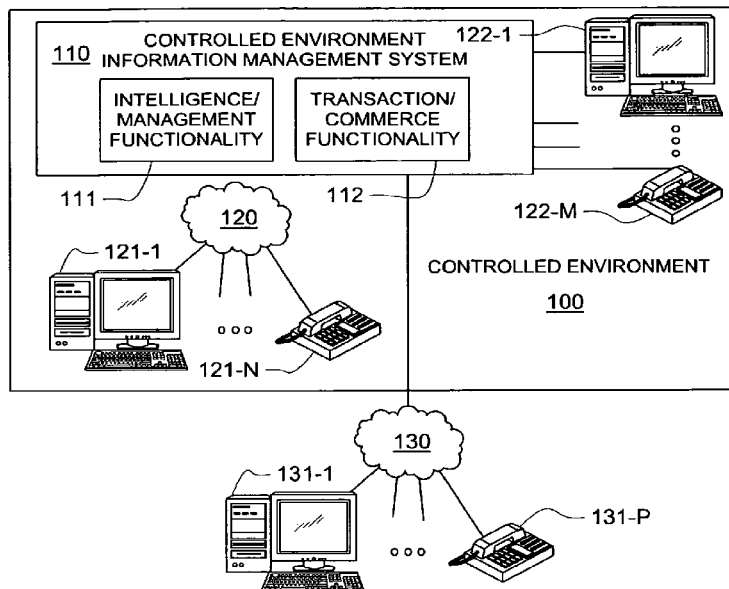 122-1
110
CONTROLLED ENVIRONMENT
INFORMATION MANAGEMENT SYSTEM
INTELLIGENCE/
MANAGEMENT
FUNCTIONALITY
TRANSACTION/
COMMERCE
FUNCTIONALITY
111
112
122-M
120
121-1
CONTROLLED ENVIRONMENT
100
121-N
130
131-1
131-P